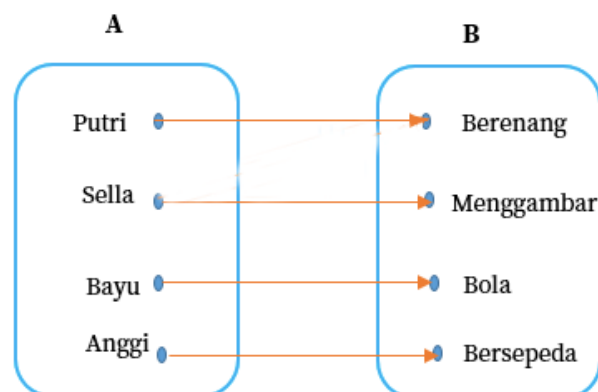 A
B
Putri
Berenang
Sella
Menggambar
Bayu
Bola
Anggi
Bersepeda